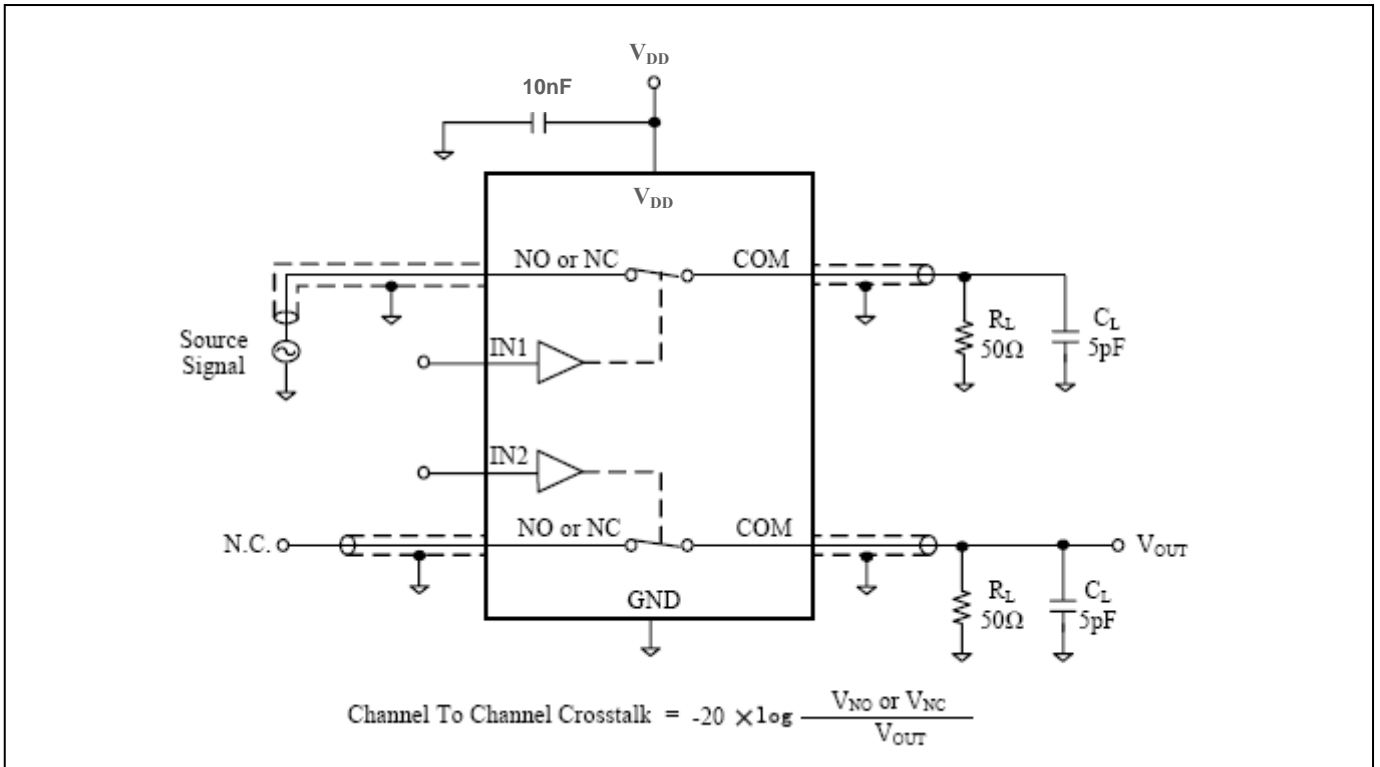 V_DD
10nF
V_DD
NO or NC
COM
Source
Signal
IN1
R_L
50Ω
C_L
5pF
IN2
N.C.
NO or NC
COM
V_OUT
GND
R_L
50Ω
C_L
5pF
Channel To Channel Crosstalk = -20 × log V_NO or V_NC
V_OUT